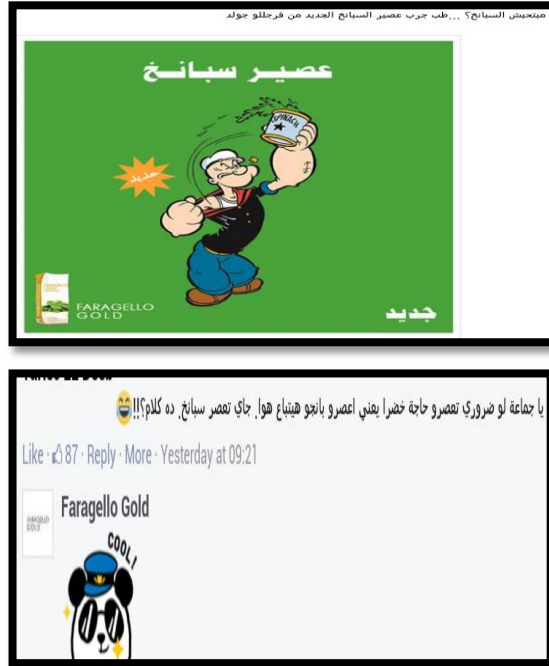 مبتحبش السبانخ؟ ...طب جرب عصير السبانخ الجديد من فرجللو جولد
عصير سبانخ
SPINACH
جديد
FARAGELLO
GOLD
جديد
يا جماعة لو ضروري تعصرو حاجة خضرا يعني اعصرو بانجو هيتباع هوا. جاي تعصر سبانخ. ده كلام؟!! 😂
Like · 87 · Reply · More · Yesterday at 09:21
Faragello Gold
COOL!